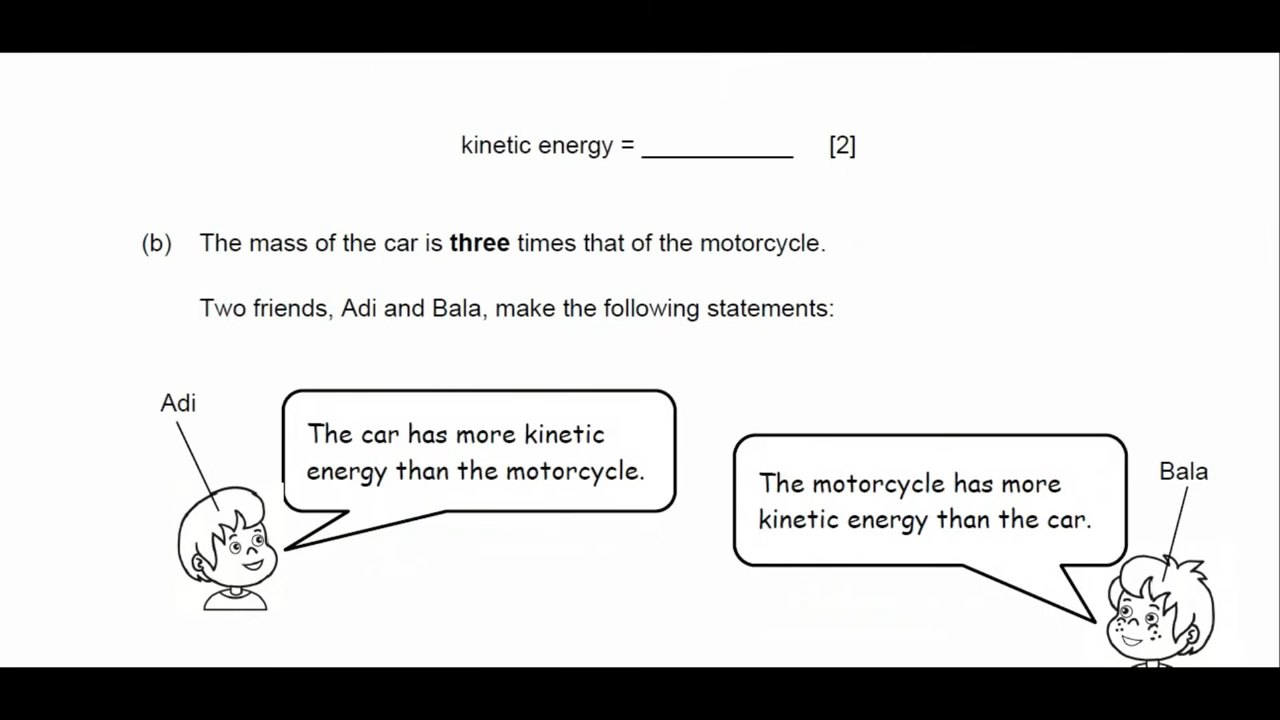 kinetic energy = ___________ [2]
(b) The mass of the car is three times that of the motorcycle.
Two friends, Adi and Bala, make the following statements:
Adi
The car has more kinetic
energy than the motorcycle.
Bala
The motorcycle has more
kinetic energy than the car.